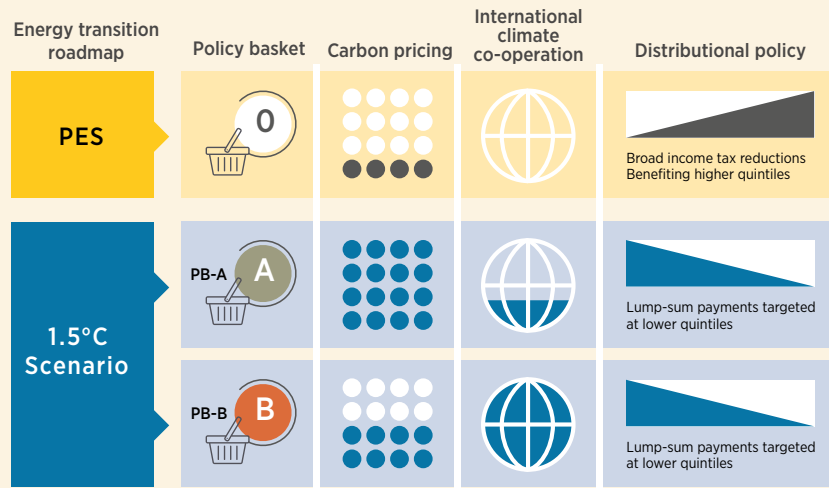 Energy transition
roadmap
Policy basket
Carbon pricing
International
climate
co-operation
Distributional policy
PES
0
Broad income tax reductions
Benefiting higher quintiles
1.5°C
Scenario
PB-A
A
Lump-sum payments targeted
at lower quintiles
PB-B
B
Lump-sum payments targeted
at lower quintiles